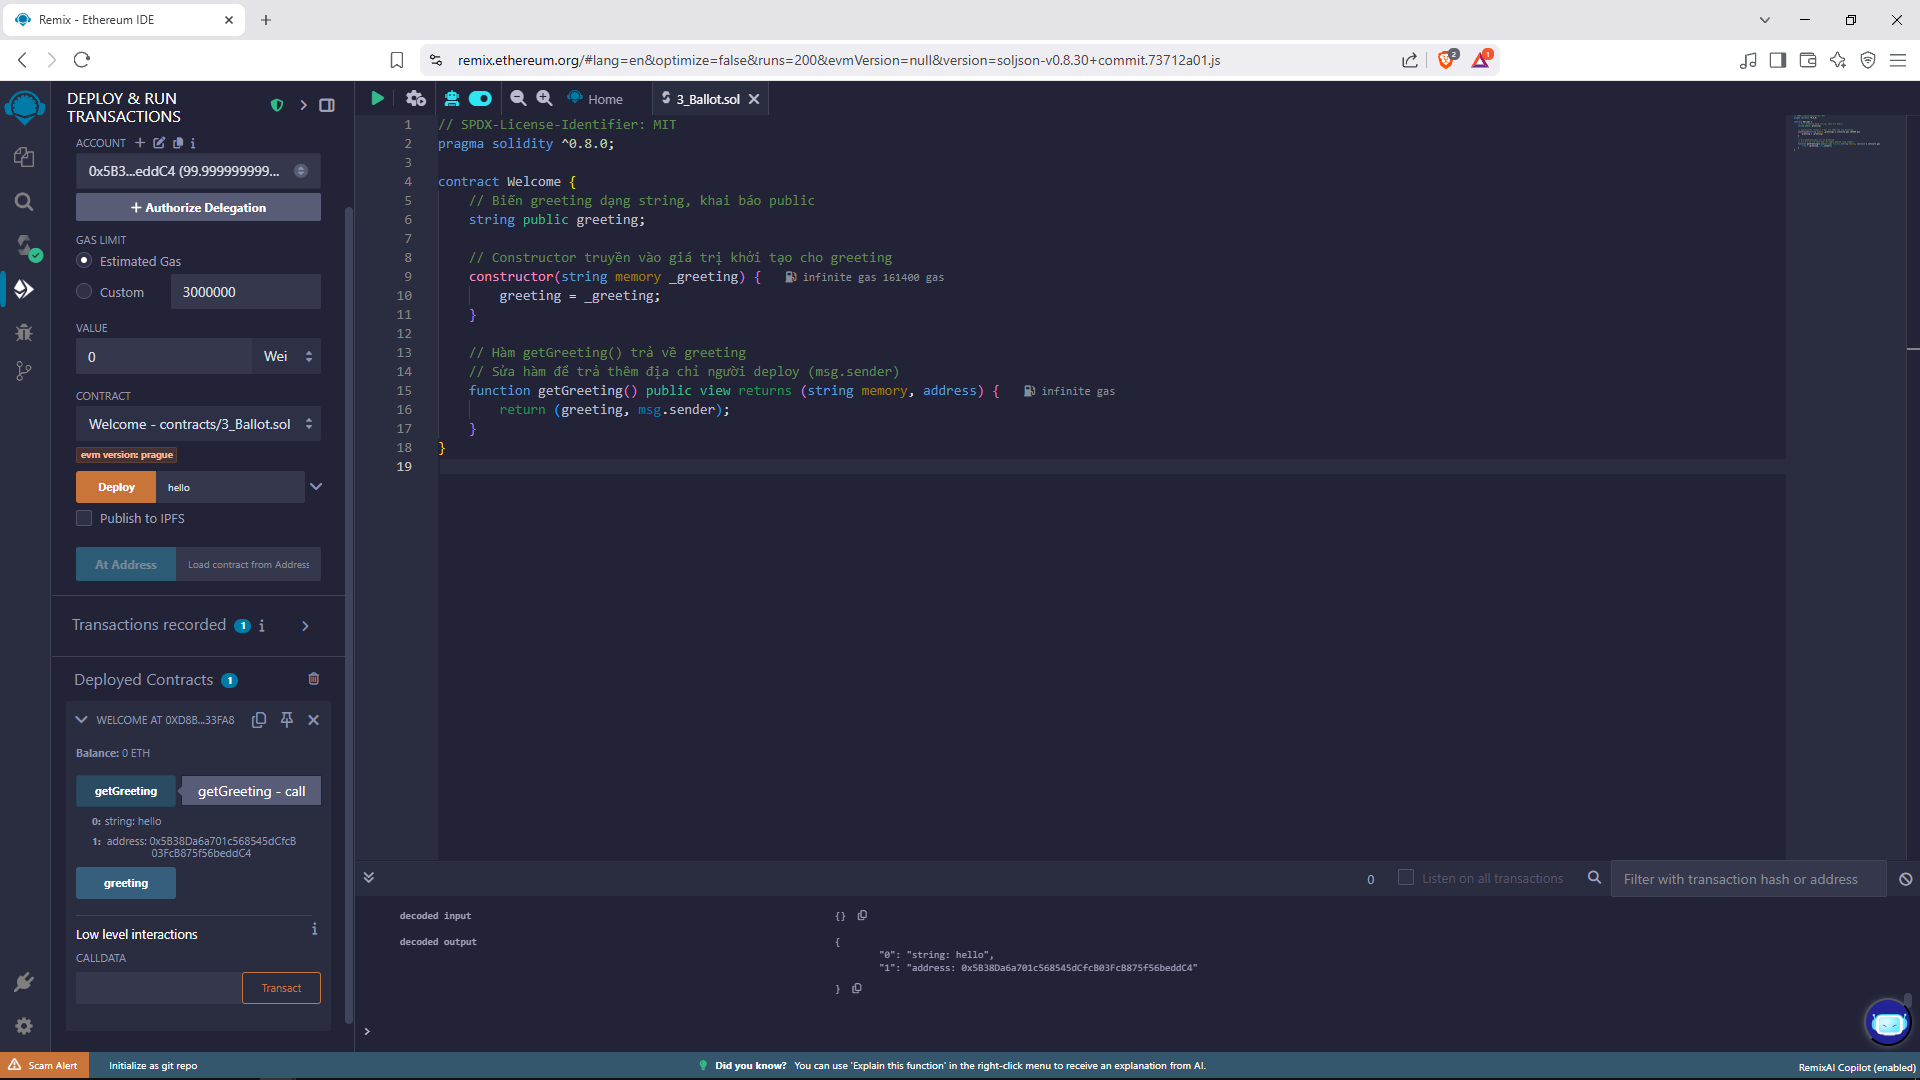 Remix - Ethereum IDE
remix.ethereum.org/#lang=en&optimize=false&runs=200&evmVersion=null&version=soljson-v0.8.30+commit.73712a01.js
2
1
DEPLOY & RUN
TRANSACTIONS
ACCOUNT
0x5B3...eddC4 (99.999999999...
Authorize Delegation
GAS LIMIT
Estimated Gas
Custom
3000000
VALUE
0
Wei
CONTRACT
Welcome - contracts/3_Ballot.sol
evm version: prague
Deploy
hello
Publish to IPFS
At Address
Load contract from Address
Transactions recorded 1
Deployed Contracts 1
WELCOME AT 0XD8B...33FA8
Balance: 0 ETH
getGreeting
getGreeting - call
0: string: hello
1: address: 0x5B38Da6a701c568545dCfcB
03FcB875f56beddC4
greeting
Low level interactions
CALLDATA
Transact
Home
3_Ballot.sol
1 // SPDX-License-Identifier: MIT
2 pragma solidity ^0.8.0;
3
4 contract Welcome {
5 // Biến greeting dạng string, khai báo public
6 string public greeting;
7
8 // Constructor truyền vào giá trị khởi tạo cho greeting
9 constructor(string memory _greeting) { infinite gas 161400 gas
10 greeting = _greeting;
11 }
12
13 // Hàm getGreeting() trả về greeting
14 // Sửa hàm để trả thêm địa chỉ người deploy (msg.sender)
15 function getGreeting() public view returns (string memory, address) { infinite gas
16 return (greeting, msg.sender);
17 }
18 }
19
0
Listen on all transactions
Filter with transaction hash or address
decoded input
{}
decoded output
{
"0": "string: hello",
"1": "address: 0x5B38Da6a701c568545dCfcB03FcB875f56beddC4"
}
>
Scam Alert
Initialize as git repo
Did you know? You can use 'Explain this function' in the right-click menu to receive an explanation from AI.
RemixAI Copilot (enabled)